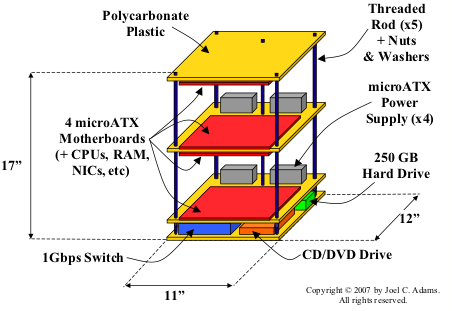 Polycarbonate
Plastic
Threaded
Rod (x5)
+ Nuts
& Washers
4 microATX
Motherboards
(+ CPUs, RAM,
NICs, etc)
microATX
Power
Supply (x4)
250 GB
Hard Drive
17”
12”
1Gbps Switch
CD/DVD Drive
11”
Copyright © 2007 by Joel C. Adams.
All rights reserved.